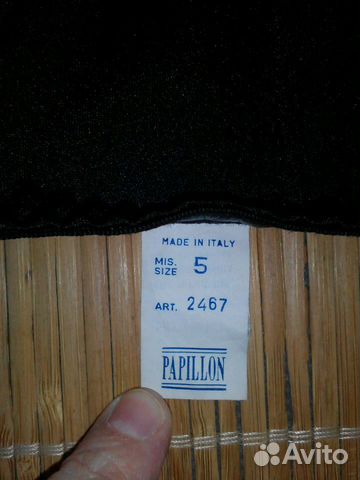 MADE IN ITALY
MIS.
SIZE 5
ART. 2467
PAPILLON
Avito